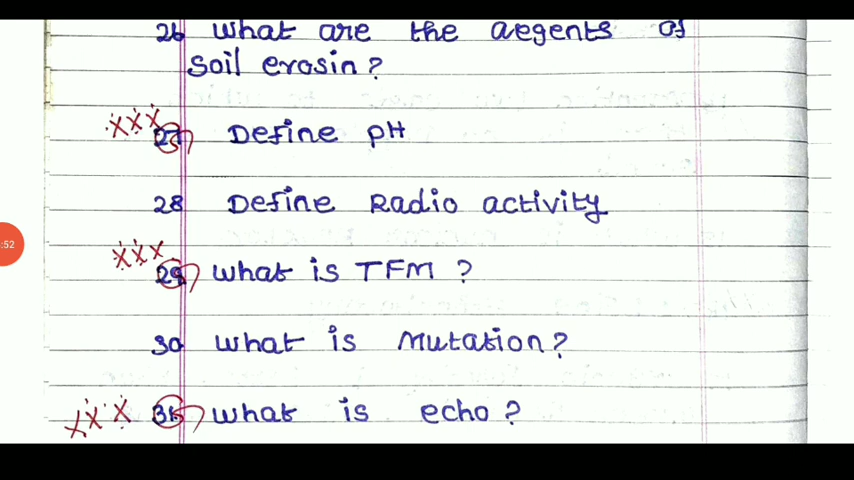 26 What are the aegents of
soil erosin?
xxx 27 Define pH
28 Define Radio activity
xxx 29 what is TFM ?
30 what is Mutation?
xxx 31 what is echo?
:52